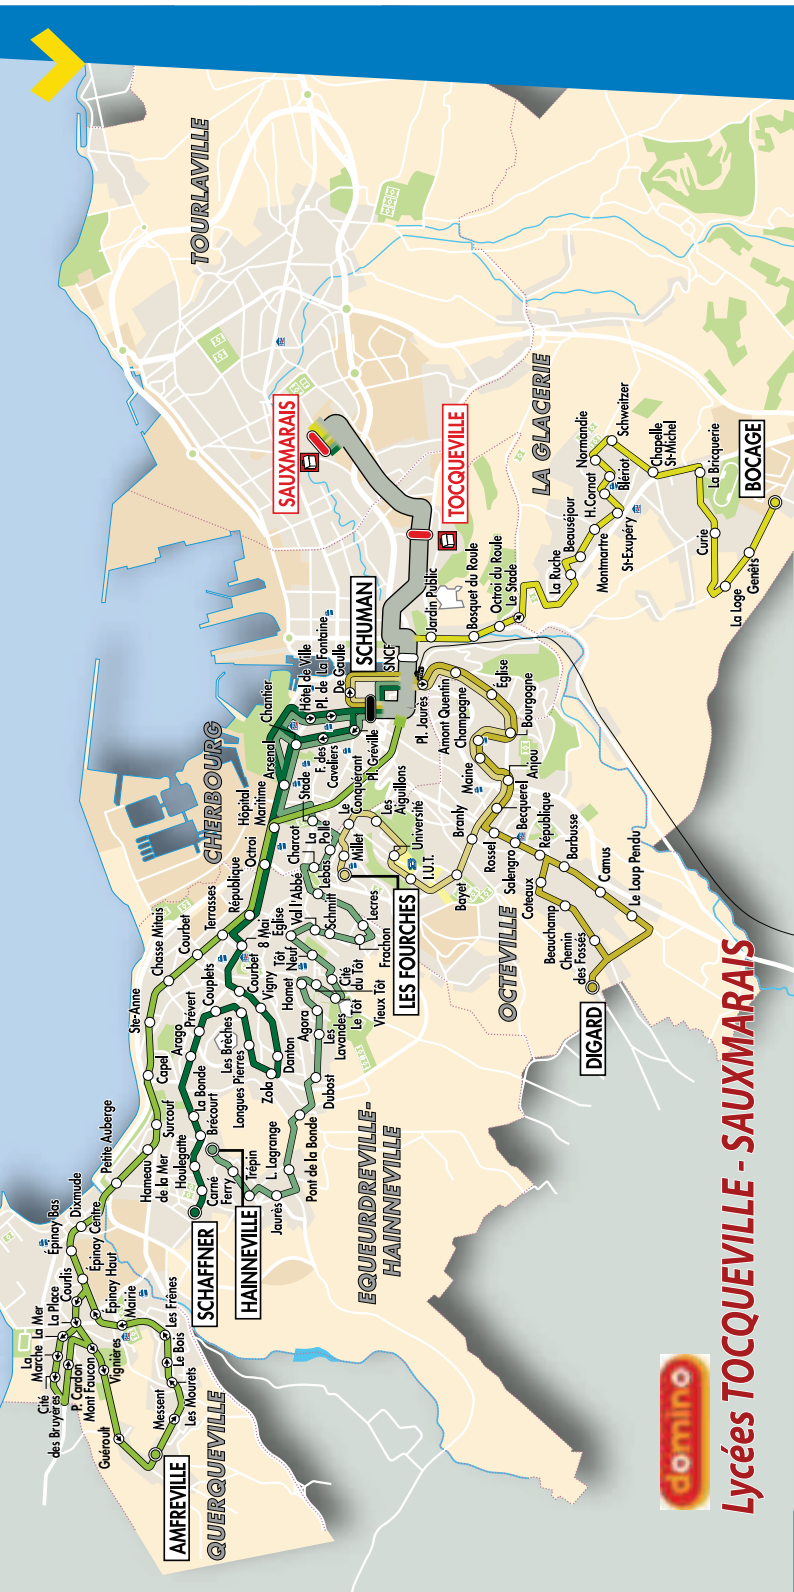 TOURLAVILLE
SAUXMARAIS
TOCQUEVILLE
LA GLACERIE
Schweitzer
Normandie
Chapelle
St-Michel
Blériot
La Bricquerie
H.Cornat
BOCAGE
Beauséjour
St-Exupéry
Montmartre
La Ruche
Curie
Genêts
La Loge
Le Stade
Octroi du Roule
Bosquet du Roule
Jardin Public
SCHUMAN
SNCF
De Gaulle
Pl. de La Fontaine
Hôtel de Ville
Chantier
Arsenal
F. des
Caveliers
Pl. Gréville
Pl. Jaurès
Amont Quentin
Champagne
Église
Bourgogne
Anjou
Maine
Becquerel
République
Branly
Rossel
Salengro
Barbusse
Camus
Le Loup Pendu
Coteaux
Beauchamp
Chemin
des Fossés
DIGARD
OCTEVILLE
Bayet
I.U.T.
Université
Les
Aiguillons
Le
Conquérant
Millet
LES FOURCHES
CHERBOURG
Hôpital
Maritime
Stade
La
Polle
Charcot
Lebas
Octroi
République
Val l'Abbé
Schmitt
Lecres
Frachon
8 Mai
Église
Tôt
Neuf
Cité
du Tôt
Le Tôt
Vieux Tôt
Homet
Agora
Les
Lavandes
Dubost
Pont de la Bonde
L. Lagrange
Trépin
Jaurès
Ferry
Carné
Brécourt
HAINNEVILLE
Terrasses
Courbet
Chasse Mitais
Ste-Anne
Capel
Surcouf
Hameau
de la Mer
Petite Auberge
Courbet
Vigny
Danton
Zola
Longues Pierres
Les Brèches
Couplets
Prévert
Arago
La Bonde
Houlegatte
SCHAFFNER
EQUEURDREVILLE-
HAINNEVILLE
Dixmude
Épinay Bas
Épinay Centre
Épinay Haut
Courlis
La Place
La Mer
La
Marche
Cité
des Bruyères
P. Cardon
Mont Faucon
Vignières
Mairie
Les Frênes
Le Bois
Les Mourets
Messent
Guéroult
AMFREVILLE
QUERQUEVILLE
domino
Lycées TOCQUEVILLE - SAUXMARAIS